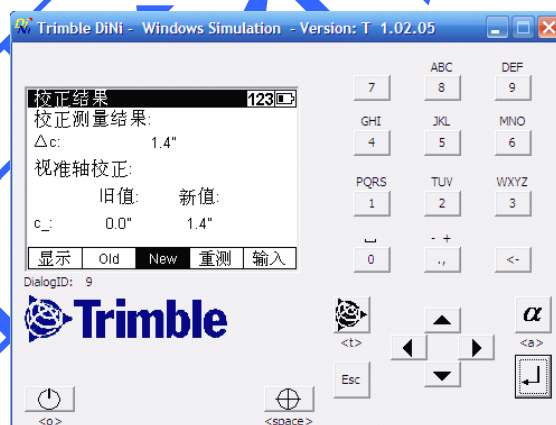 Trimble DiNi - Windows Simulation - Version: T 1.02.05
校正结果 123
校正测量结果:
△c: 1.4"
视准轴校正:
旧值: 新值:
c_: 0.0" 1.4"
显示 Old New 重测 输入
DialogID: 9
Trimble
ABC DEF
7 8 9
GHI JKL MNO
4 5 6
PQRS TUV WXYZ
1 2 3
- +
0 ., <-
<t> <a>
Esc
<o> <space>